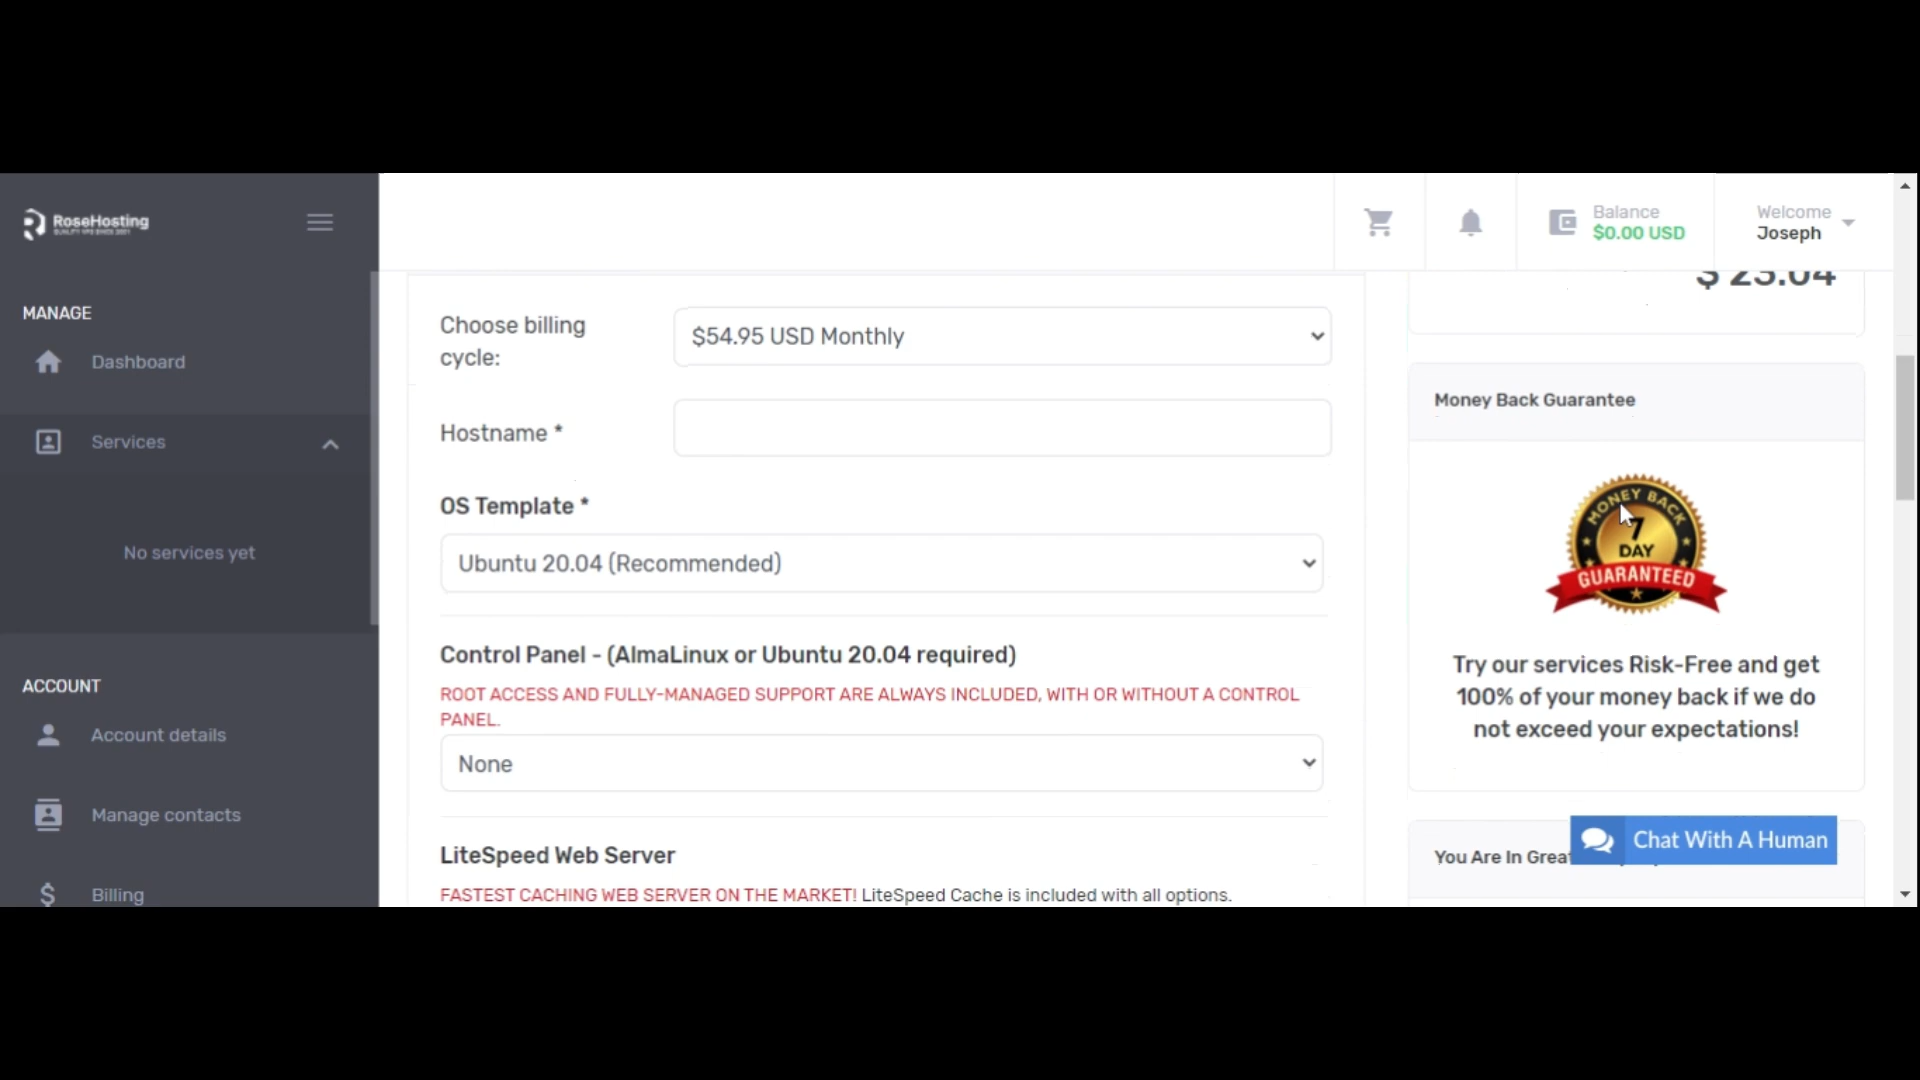 RoseHosting
Balance
$0.00 USD
Welcome
Joseph
MANAGE
Dashboard
Services
No services yet
ACCOUNT
Account details
Manage contacts
Billing
Choose billing
cycle:
$54.95 USD Monthly
Hostname *
OS Template *
Ubuntu 20.04 (Recommended)
Control Panel - (AlmaLinux or Ubuntu 20.04 required)
ROOT ACCESS AND FULLY-MANAGED SUPPORT ARE ALWAYS INCLUDED, WITH OR WITHOUT A CONTROL
PANEL.
None
LiteSpeed Web Server
FASTEST CACHING WEB SERVER ON THE MARKET! LiteSpeed Cache is included with all options.
$ 23.04
Money Back Guarantee
MONEY BACK
7
DAY
GUARANTEED
Try our services Risk-Free and get
100% of your money back if we do
not exceed your expectations!
You Are In
Chat With A Human